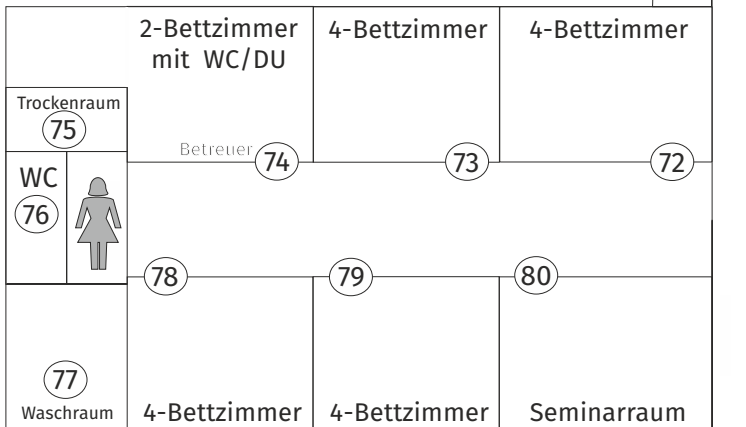 2-Bettzimmer
mit WC/DU
4-Bettzimmer
4-Bettzimmer
Trockenraum
75
Betreuer
74
73
72
WC
76
78
79
80
77
Waschraum
4-Bettzimmer
4-Bettzimmer
Seminarraum